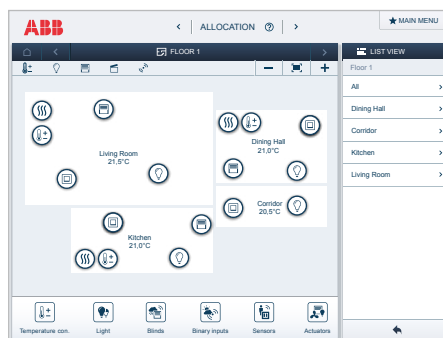 ABB
ALLOCATION
MAIN MENU
FLOOR 1
LIST VIEW
Floor 1
All
Dining Hall
Corridor
Kitchen
Living Room
Living Room
21,5°C
Dining Hall
21,0°C
Corridor
20,5°C
Kitchen
21,0°C
Temperature con.
Light
Blinds
Binary inputs
Sensors
Actuators